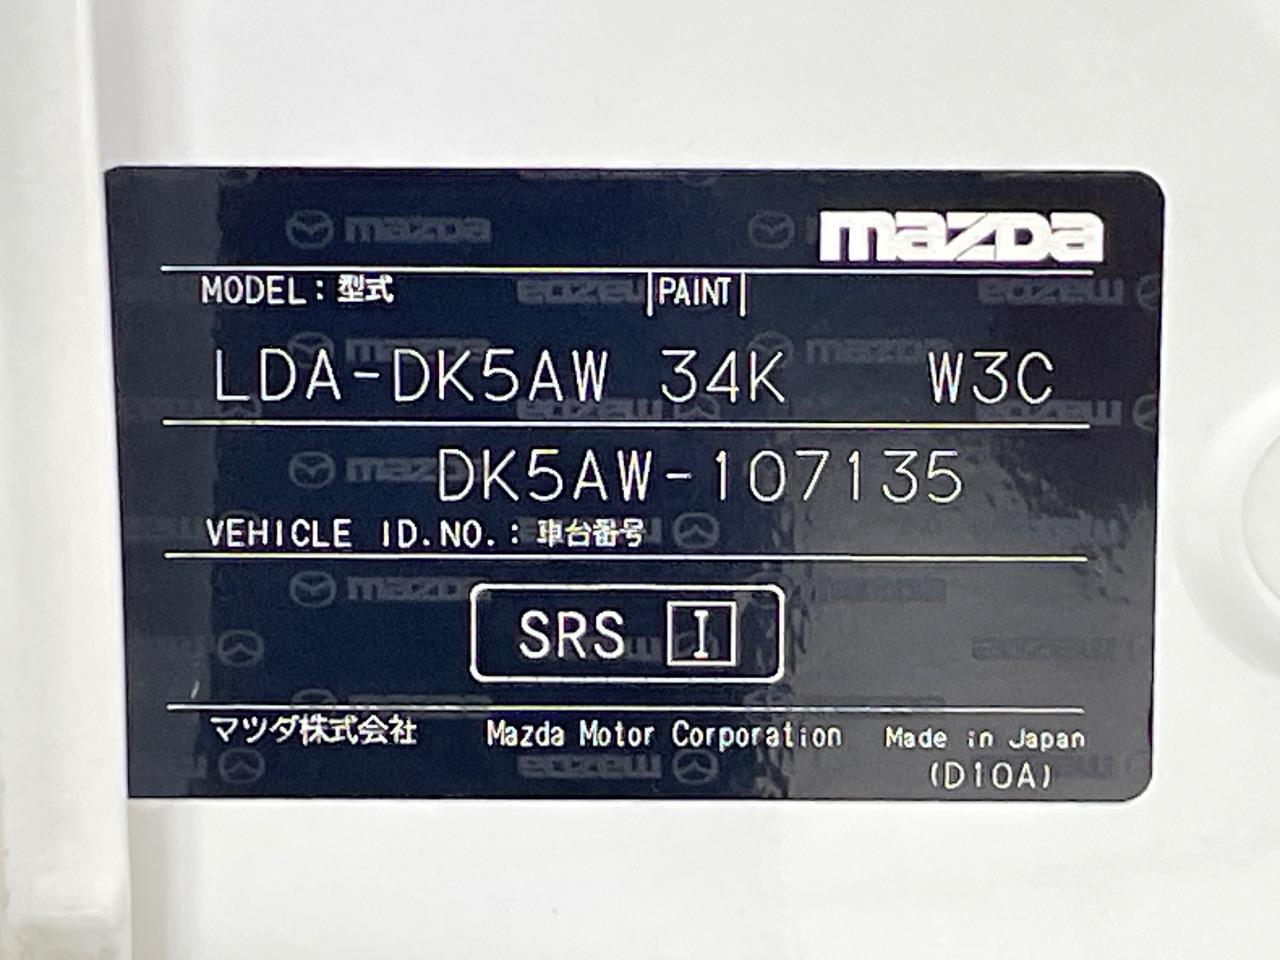 mazda
MODEL : 型式 PAINT
LDA-DK5AW 34K W3C
DK5AW-107135
VEHICLE ID.NO. : 車台番号
SRS I
マツダ株式会社 Mazda Motor Corporation Made in Japan
(D10A)